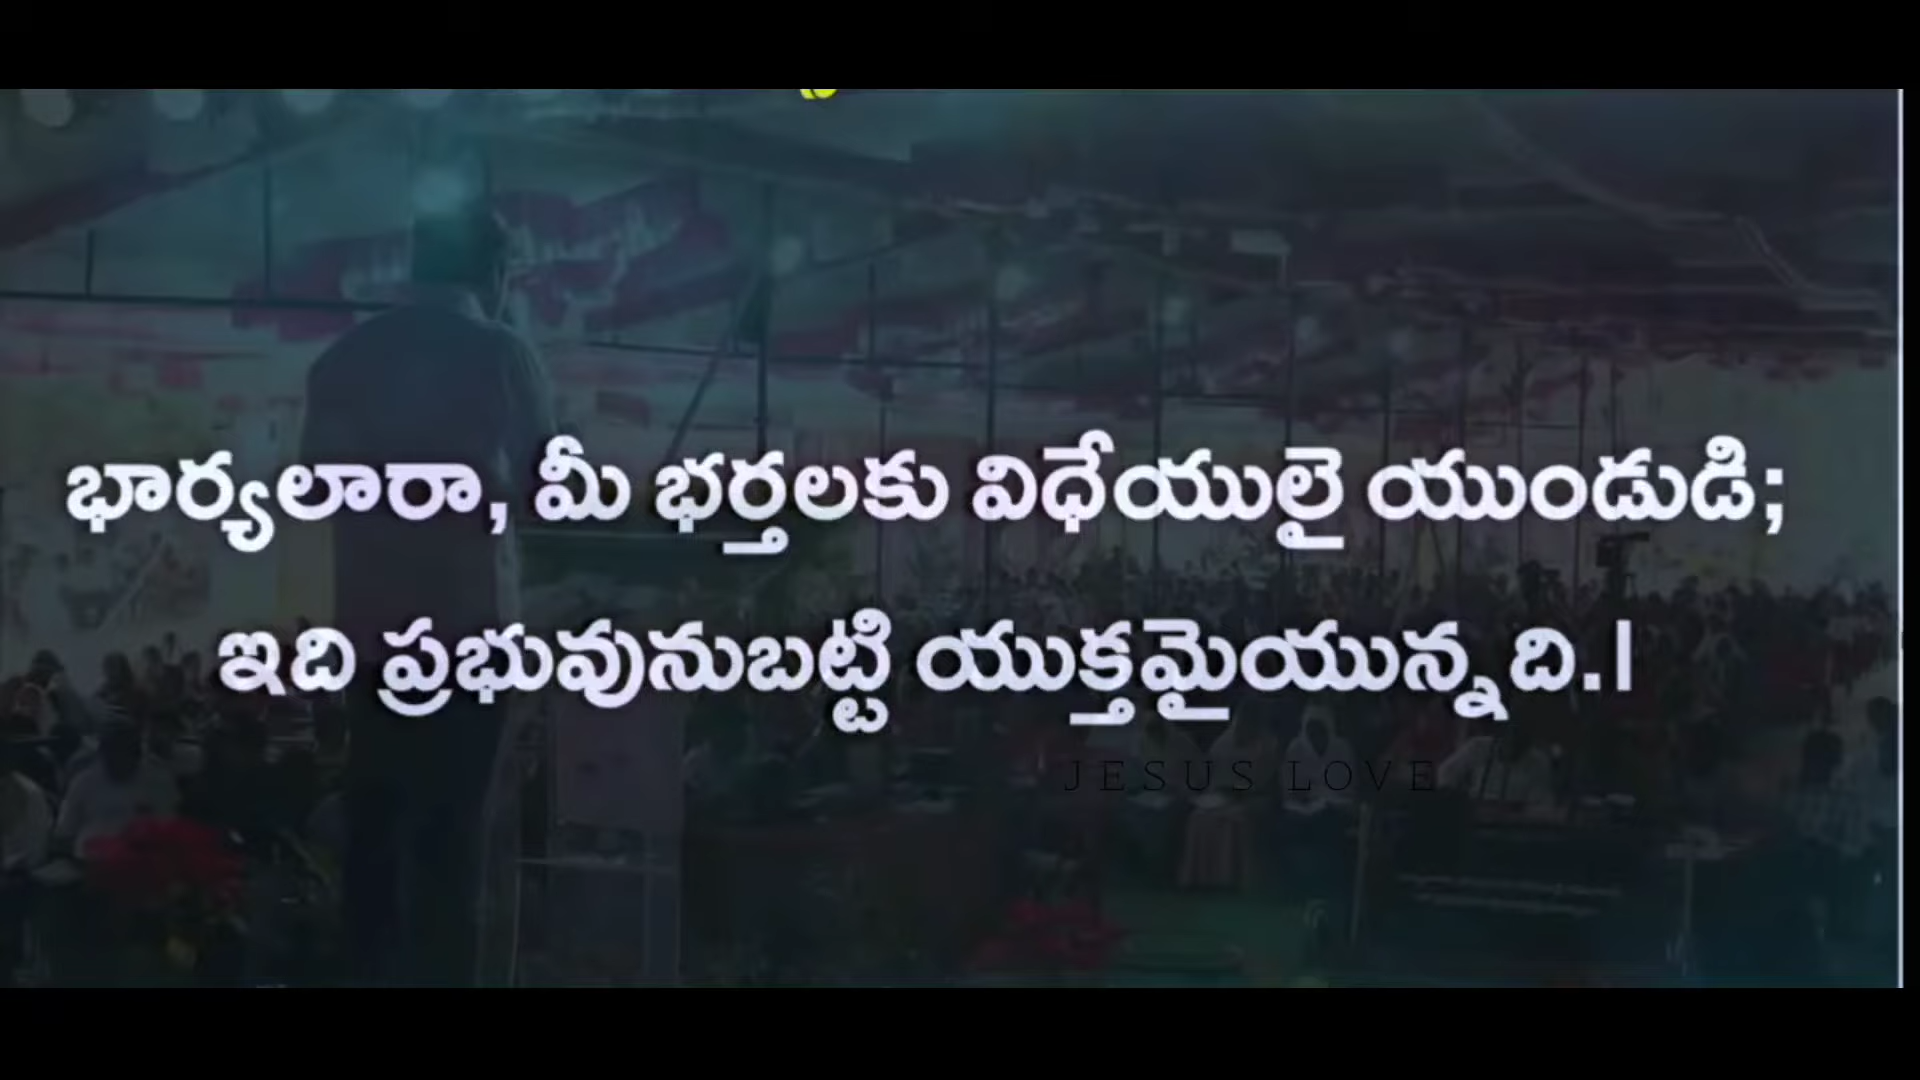 భార్యలారా, మీ భర్తలకు విధేయులై యుండుడి;
ఇది ప్రభువునుబట్టి యుక్తమైయున్నది.|
JESUS LOVE